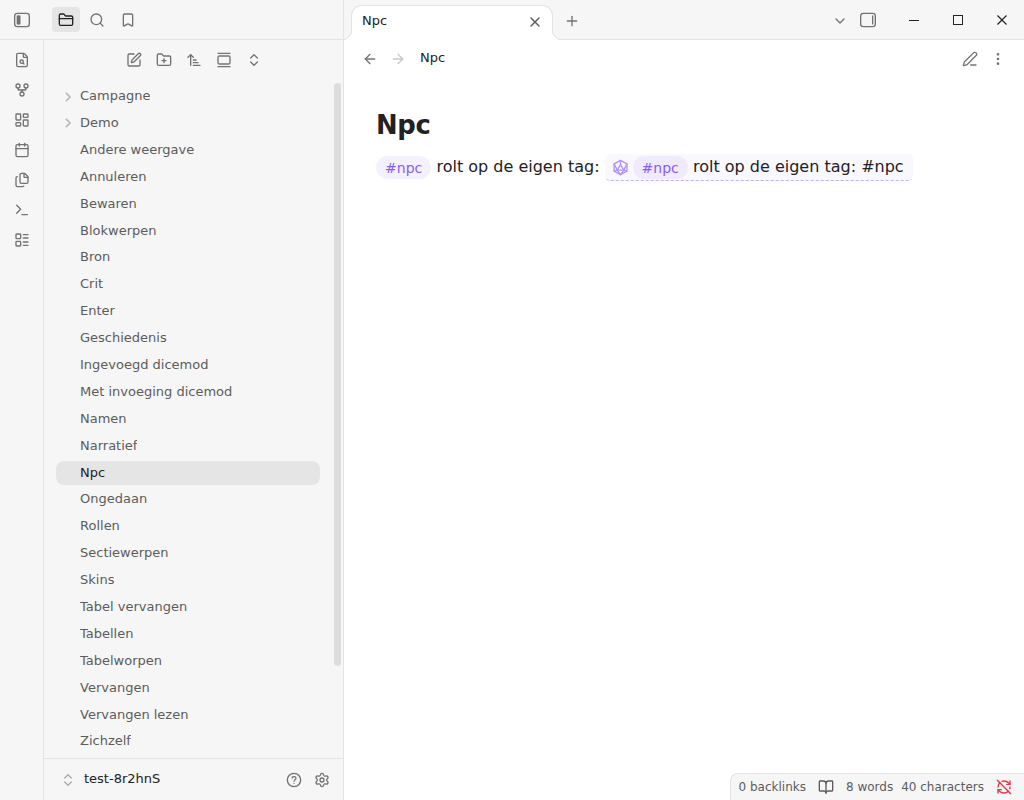 Npc
Npc
Campagne
Demo
Andere weergave
Annuleren
Bewaren
Blokwerpen
Bron
Crit
Enter
Geschiedenis
Ingevoegd dicemod
Met invoeging dicemod
Namen
Narratief
Npc
Ongedaan
Rollen
Sectiewerpen
Skins
Tabel vervangen
Tabellen
Tabelworpen
Vervangen
Vervangen lezen
Zichzelf
test-8r2hnS
Npc
#npc rolt op de eigen tag: #npc rolt op de eigen tag: #npc
0 backlinks 8 words 40 characters